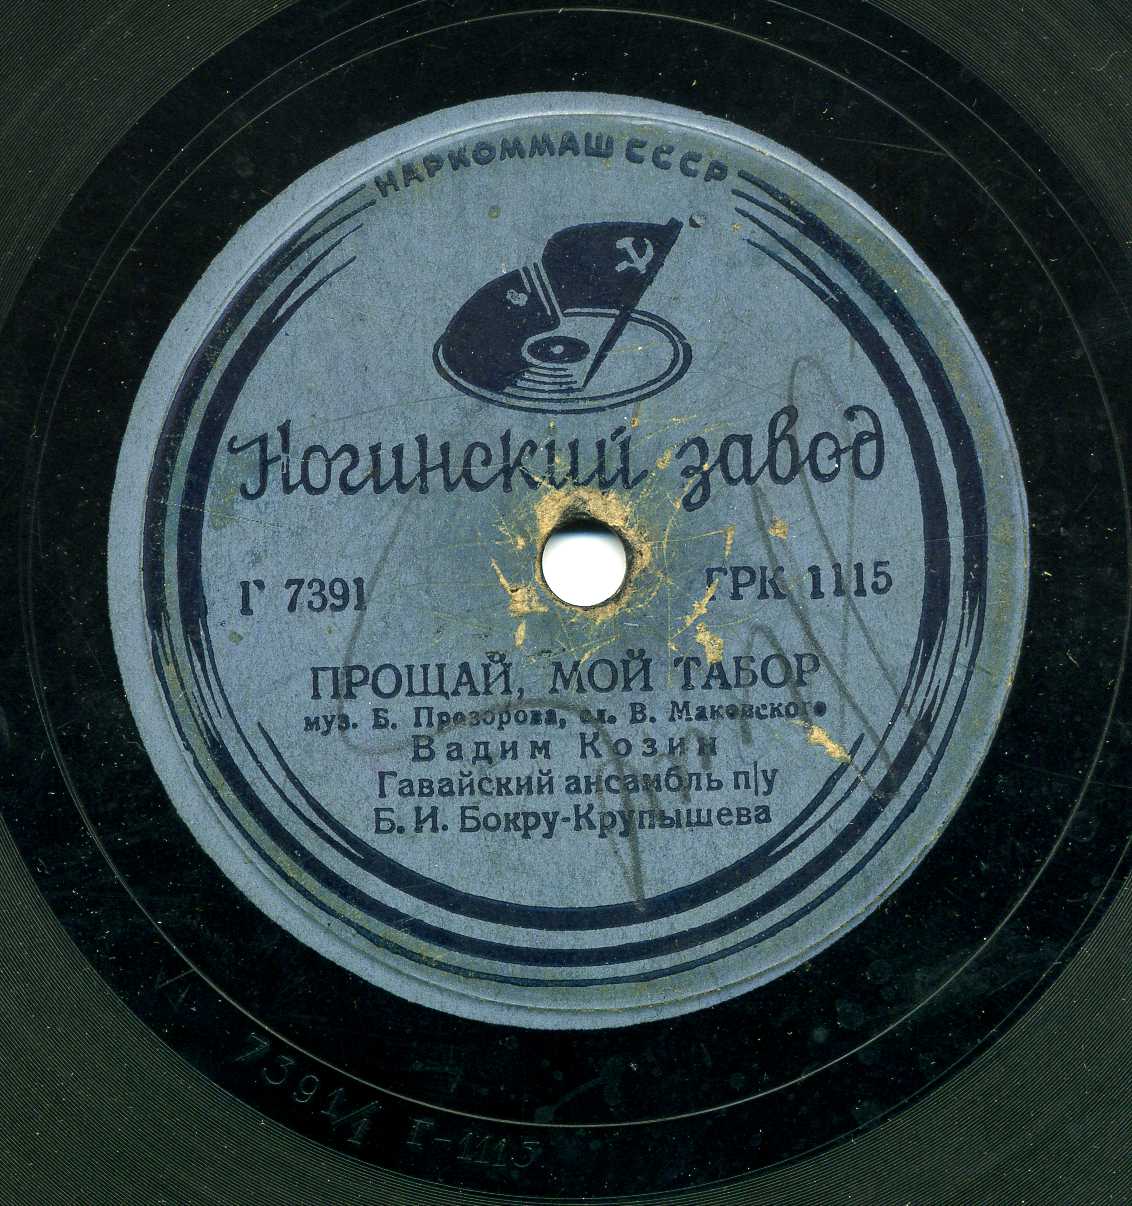 НАРКОММАШ СССР
Ногинский завод
Г 7391
ГРК 1115
ПРОЩАЙ, МОЙ ТАБОР
муз. Б. Прозорова, сл. В. Маковского
Вадим Козин
Гавайский ансамбль п/у
Б. И. Бокру-Крупышева
7391/1 Г-1115